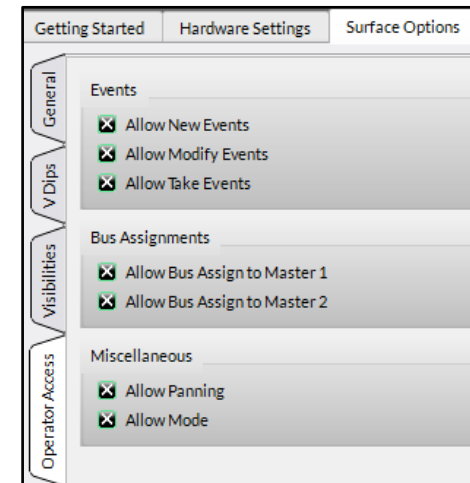 Getting Started
Hardware Settings
Surface Options
General
V Dips
Visibilities
Operator Access
Events
Allow New Events
Allow Modify Events
Allow Take Events
Bus Assignments
Allow Bus Assign to Master 1
Allow Bus Assign to Master 2
Miscellaneous
Allow Panning
Allow Mode